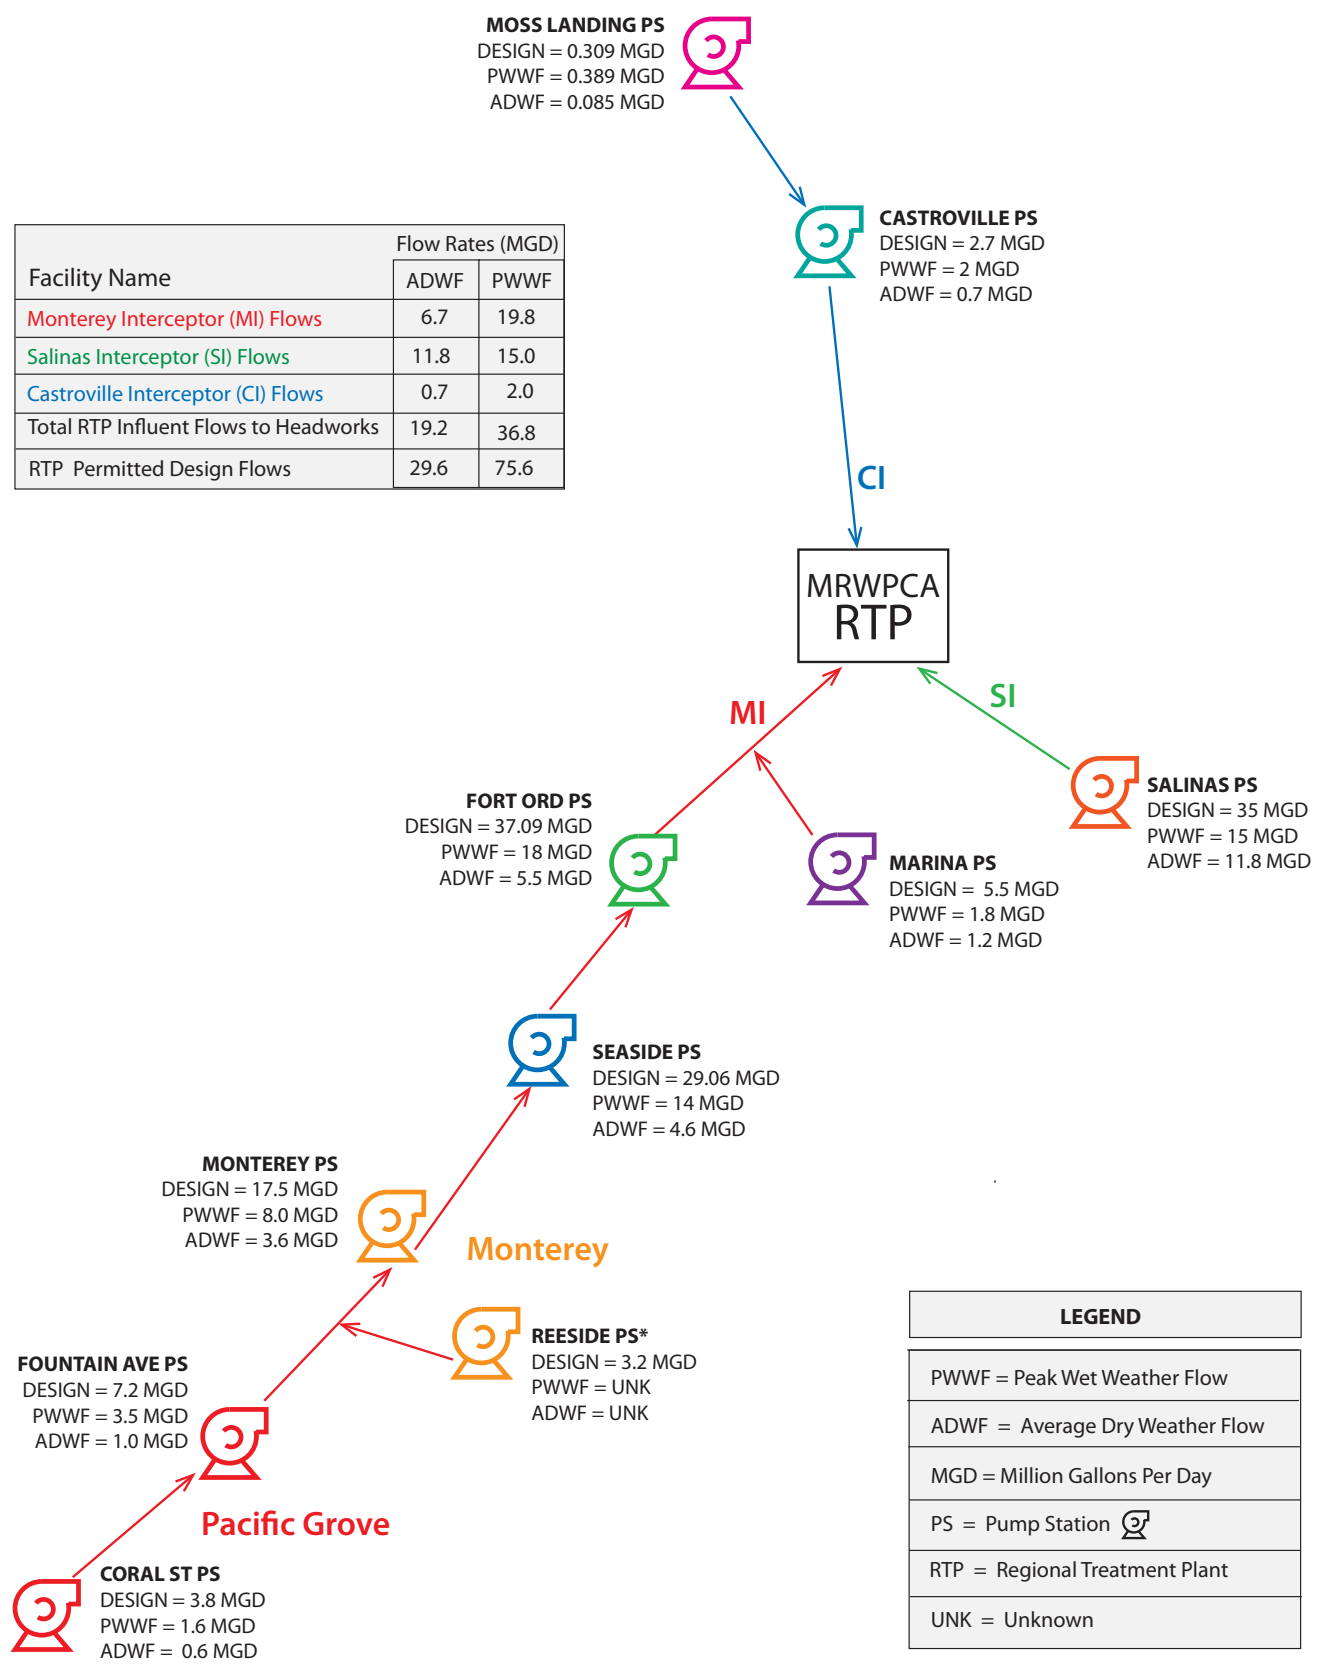 MOSS LANDING PS
DESIGN = 0.309 MGD
PWWF = 0.389 MGD
ADWF = 0.085 MGD
CASTROVILLE PS
DESIGN = 2.7 MGD
PWWF = 2 MGD
ADWF = 0.7 MGD
Flow Rates (MGD)
Facility Name ADWF PWWF
Monterey Interceptor (MI) Flows 6.7 19.8
Salinas Interceptor (SI) Flows 11.8 15.0
Castroville Interceptor (CI) Flows 0.7 2.0
Total RTP Influent Flows to Headworks 19.2 36.8
RTP Permitted Design Flows 29.6 75.6
CI
MRWPCA
RTP
MI
SI
SALINAS PS
DESIGN = 35 MGD
PWWF = 15 MGD
ADWF = 11.8 MGD
FORT ORD PS
DESIGN = 37.09 MGD
PWWF = 18 MGD
ADWF = 5.5 MGD
MARINA PS
DESIGN = 5.5 MGD
PWWF = 1.8 MGD
ADWF = 1.2 MGD
SEASIDE PS
DESIGN = 29.06 MGD
PWWF = 14 MGD
ADWF = 4.6 MGD
MONTEREY PS
DESIGN = 17.5 MGD
PWWF = 8.0 MGD
ADWF = 3.6 MGD
Monterey
REESIDE PS*
DESIGN = 3.2 MGD
PWWF = UNK
ADWF = UNK
FOUNTAIN AVE PS
DESIGN = 7.2 MGD
PWWF = 3.5 MGD
ADWF = 1.0 MGD
Pacific Grove
CORAL ST PS
DESIGN = 3.8 MGD
PWWF = 1.6 MGD
ADWF = 0.6 MGD
LEGEND
PWWF = Peak Wet Weather Flow
ADWF = Average Dry Weather Flow
MGD = Million Gallons Per Day
PS = Pump Station
RTP = Regional Treatment Plant
UNK = Unknown